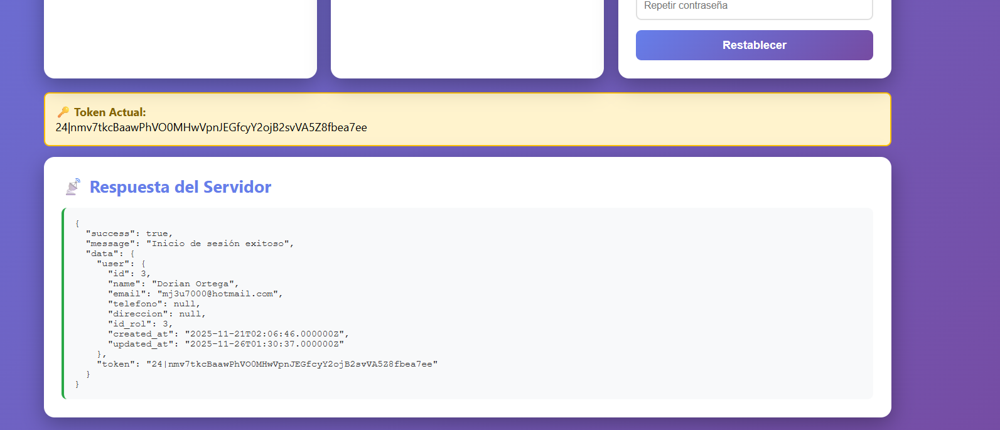 Repetir contraseña
Restablecer
🔑 Token Actual:
24|nmv7tkcBaawPhVO0MHwVpnJEGfcyY2ojB2svVA5Z8fbea7ee
📡 Respuesta del Servidor
{
"success": true,
"message": "Inicio de sesión exitoso",
"data": {
"user": {
"id": 3,
"name": "Dorian Ortega",
"email": "mj3u7000@hotmail.com",
"telefono": null,
"direccion": null,
"id_rol": 3,
"created_at": "2025-11-21T02:06:46.000000Z",
"updated_at": "2025-11-26T01:30:37.000000Z"
},
"token": "24|nmv7tkcBaawPhVO0MHwVpnJEGfcyY2ojB2svVA5Z8fbea7ee"
}
}